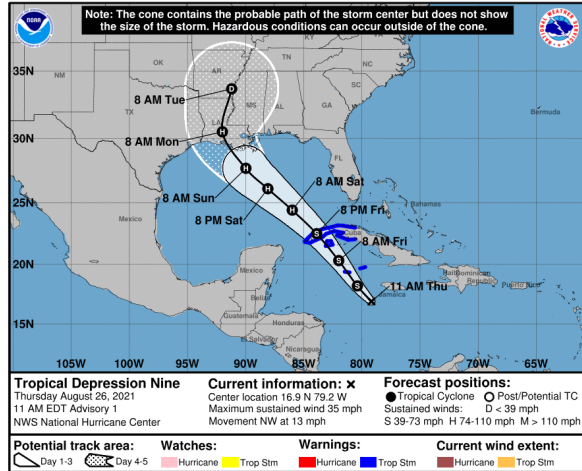 Note: The cone contains the probable path of the storm center but does not show
the size of the storm. Hazardous conditions can occur outside of the cone.
NOAA
35N
30N
25N
20N
15N
NM
OK
AR
TN
NC
SC
TX
LA
MS
AL
GA
FL
8 AM Tue
D
8 AM Mon
H
8 AM Sun
H
8 PM Sat
H
8 AM Sat
H
8 PM Fri
S
8 AM Fri
S
S
11 AM Thu
Bermuda
Bahamas
Mexico
Cuba
Mexico
Belize
Jamaica
Haiti
Dominican
Republic
Puerto Rico
Guatemala
Honduras
El Salvador
Nicaragua
105W 100W 95W 90W 85W 80W 75W 70W 65W
Tropical Depression Nine
Thursday August 26, 2021
11 AM EDT Advisory 1
NWS National Hurricane Center
Current information: x
Center location 16.9 N 79.2 W
Maximum sustained wind 35 mph
Movement NW at 13 mph
Forecast positions:
Tropical Cyclone Post/Potential TC
Sustained winds: D < 39 mph
S 39-73 mph H 74-110 mph M > 110 mph
Potential track area:
Day 1-3 Day 4-5
Watches:
Hurricane Trop Stm
Warnings:
Hurricane Trop Stm
Current wind extent:
Hurricane Trop Stm